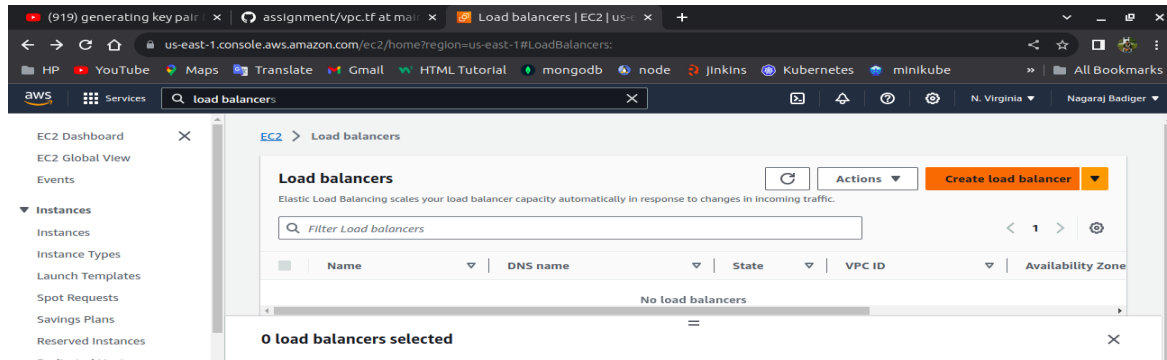 (919) generating key pair
assignment/vpc.tf at mai
Load balancers | EC2 | us-e
us-east-1.console.aws.amazon.com/ec2/home?region=us-east-1#LoadBalancers:
HP YouTube Maps Translate Gmail HTML Tutorial mongodb node jinkins Kubernetes minikube » All Bookmarks
aws Services load balancers N. Virginia Nagaraj Badiger
EC2 Dashboard
EC2 > Load balancers
EC2 Global View
Events
Load balancers
Actions
Create load balancer
Elastic Load Balancing scales your load balancer capacity automatically in response to changes in incoming traffic.
Instances
Filter Load balancers
1
Instances
Instance Types
Name DNS name State VPC ID Availability Zone
Launch Templates
Spot Requests
No load balancers
Savings Plans
0 load balancers selected
Reserved Instances